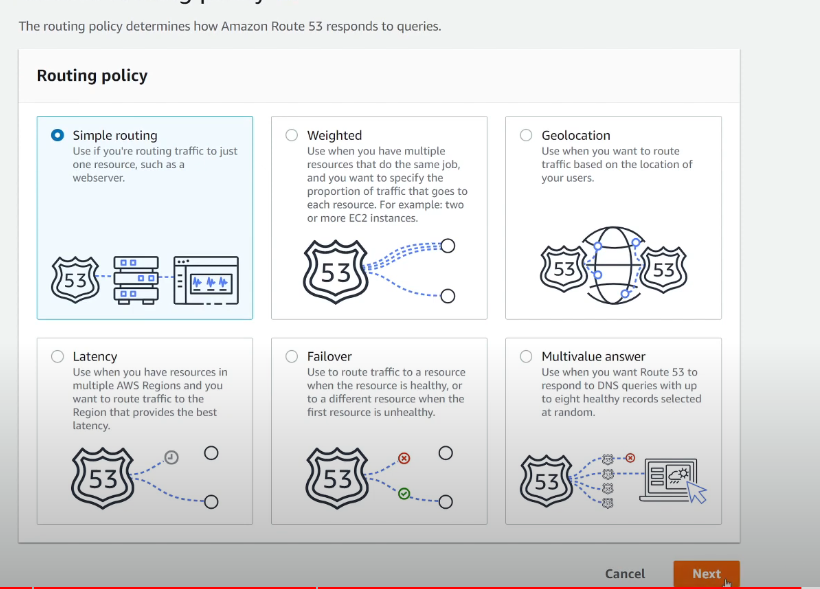 The routing policy determines how Amazon Route 53 responds to queries.
Routing policy
Simple routing
Use if you're routing traffic to just
one resource, such as a
webserver.
53
Weighted
Use when you have multiple
resources that do the same job,
and you want to specify the
proportion of traffic that goes to
each resource. For example: two
or more EC2 instances.
53
Geolocation
Use when you want to route
traffic based on the location of
your users.
53
53
Latency
Use when you have resources in
multiple AWS Regions and you
want to route traffic to the
Region that provides the best
latency.
53
Failover
Use to route traffic to a resource
when the resource is healthy, or
to a different resource when the
first resource is unhealthy.
53
Multivalue answer
Use when you want Route 53 to
respond to DNS queries with up
to eight healthy records selected
at random.
53
Cancel
Next